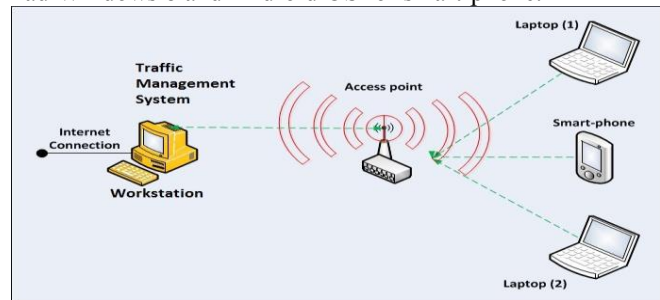 Laptop (1)
Traffic
Management
System
Access point
Internet
Connection
Smart-phone
Workstation
Laptop (2)